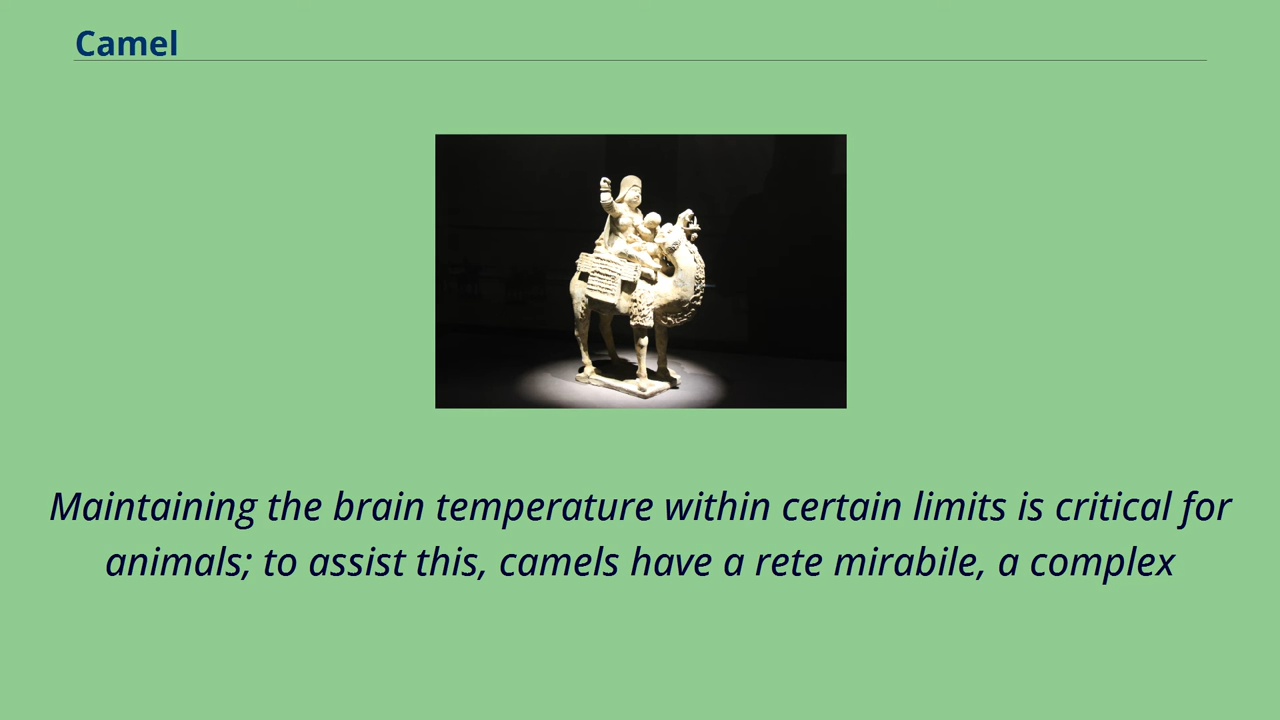 Camel
Maintaining the brain temperature within certain limits is critical for
animals; to assist this, camels have a rete mirabile, a complex